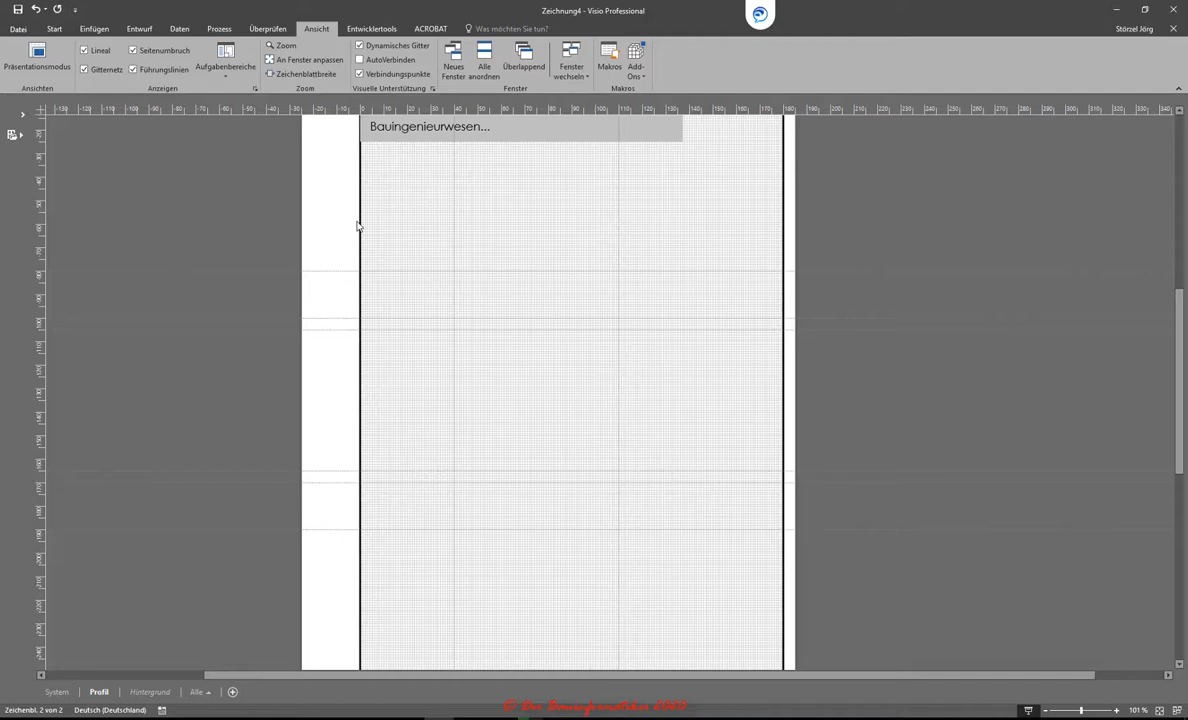 Zeichnung4 - Visio Professional
Datei Start Einfügen Entwurf Daten Prozess Überprüfen Ansicht Entwicklertools ACROBAT Was möchten Sie tun? Störzel Jörg
Präsentationsmodus
Ansichten
Lineal Seitenumbruch
Gitternetz Führungslinien
Aufgabenbereiche
Anzeigen
Zoom
An Fenster anpassen
Zeichenblattbreite
Zoom
Dynamisches Gitter
AutoVerbinden
Verbindungspunkte
Visuelle Unterstützung
Neues Fenster
Alle anordnen
Überlappend
Fenster wechseln
Fenster
Makros
Add-Ons
Makros
Bauingenieurwesen...
System Profil Hintergrund Alle
© Der Bauinformatiker 2020
Zeichenbl. 2 von 2 Deutsch (Deutschland) 101 %